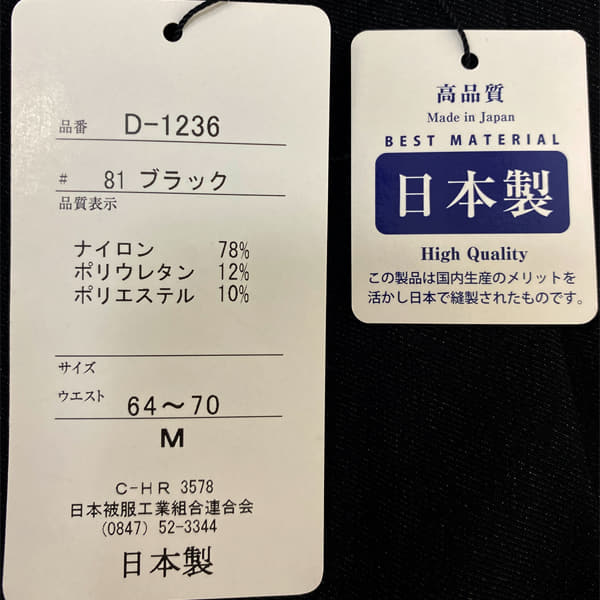 品番 D-1236
# 81 ブラック
品質表示
ナイロン 78%
ポリウレタン 12%
ポリエステル 10%
サイズ
ウエスト 64～70
M
C-HR 3578
日本被服工業組合連合会
(0847) 52-3344
日本製
高品質
Made in Japan
BEST MATERIAL
日本製
High Quality
この製品は国内生産のメリットを
活かし日本で縫製されたものです。